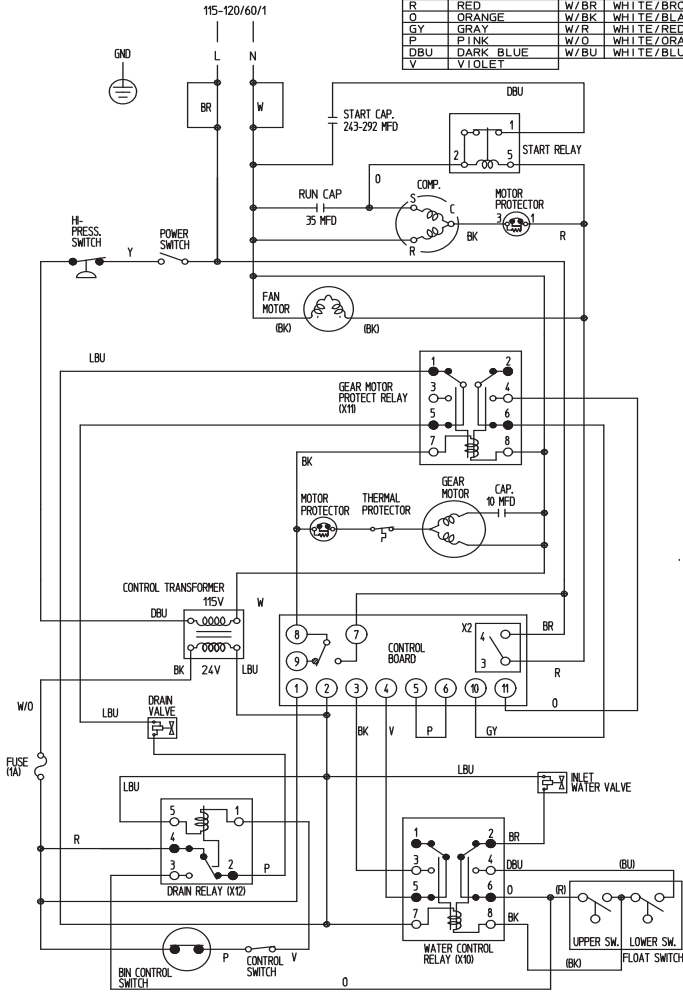 115-120/60/1
R RED W/BR WHITE/BRO
O ORANGE W/BK WHITE/BLA
GY GRAY W/R WHITE/RED
P PINK W/O WHITE/ORA
DBU DARK BLUE W/BU WHITE/BLU
V VIOLET
GND
L N
BR W
DBU
START CAP.
243-292 MFD
1
2 5
START RELAY
O
RUN CAP
35 MFD
COMP.
S C
R
BK
MOTOR
PROTECTOR
3 1
R
HI-
PRESS.
SWITCH
Y
POWER
SWITCH
FAN
MOTOR
(BK) (BK)
LBU
GEAR MOTOR
PROTECT RELAY
(X11)
1 2
3 4
5 6
7 8
BK
MOTOR
PROTECTOR
THERMAL
PROTECTOR
GEAR
MOTOR
CAP.
10 MFD
CONTROL TRANSFORMER
115V
W
DBU
BK 24V LBU
8 7
9
CONTROL
BOARD
X2
4
3
BR
R
1 2 3 4 5 6 10 11
O
W/O
LBU
DRAIN
VALVE
BK V P GY
FUSE
(1A)
LBU
LBU
INLET
WATER VALVE
R
5 1
4
3 2
P
DRAIN RELAY (X12)
1 2
3 4
5 6
7 8
BR
DBU
O
BK
(BU)
(R)
UPPER SW. LOWER SW.
FLOAT SWITCH
(BK)
WATER CONTROL
RELAY (X10)
BIN CONTROL
SWITCH
P
CONTROL
SWITCH
V
O